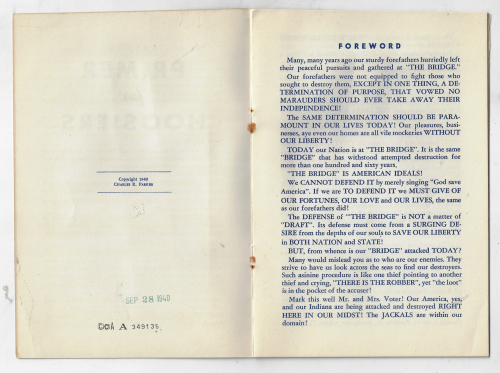 Copyright 1940
CHARLES E. PARKER
SEP 28 1940
A 349135
FOREWORD
Many, many years ago our sturdy forefathers hurriedly left
their peaceful pursuits and gathered at "THE BRIDGE."
Our forefathers were not equipped to fight those who
sought to destroy them, EXCEPT IN ONE THING, A DE-
TERMINATION OF PURPOSE, THAT VOWED NO
MARAUDERS SHOULD EVER TAKE AWAY THEIR
INDEPENDENCE!
The SAME DETERMINATION SHOULD BE PARA-
MOUNT IN OUR LIVES TODAY! Our pleasures, busi-
nesses, aye even our homes are all vile mockeries WITHOUT
OUR LIBERTY!
TODAY our Nation is at "THE BRIDGE". It is the same
"BRIDGE" that has withstood attempted destruction for
more than one hundred and sixty years,
"THE BRIDGE" IS AMERICAN IDEALS!
We CANNOT DEFEND IT by merely singing "God save
America". If we are TO DEFEND IT we MUST GIVE OF
OUR FORTUNES, OUR LOVE and OUR LIVES, the same
as our forefathers did!
The DEFENSE of "'THE BRIDGE" IS NOT a matter of
"DRAFT". Its defense must come from a SURGING DE-
SIRE from the depths of our souls to SAVE OUR LIBERTY
in BOTH NATION and STATE!
BUT, from whence is our "BRIDGE" attacked TODAY?
Many would mislead you as to who are our enemies. They
strive to have us look across the seas to find our destroyers.
Such asinine procedure is like one thief pointing to another
thief and crying, "THERE IS THE ROBBER", yet "the loot"
is in the pocket of the accuser!
Mark this well Mr. and Mrs. Voter! Our America, yes,
and our Indiana are being attacked and destroyed RIGHT
HERE IN OUR MIDST! The JACKALS are within our
domain!